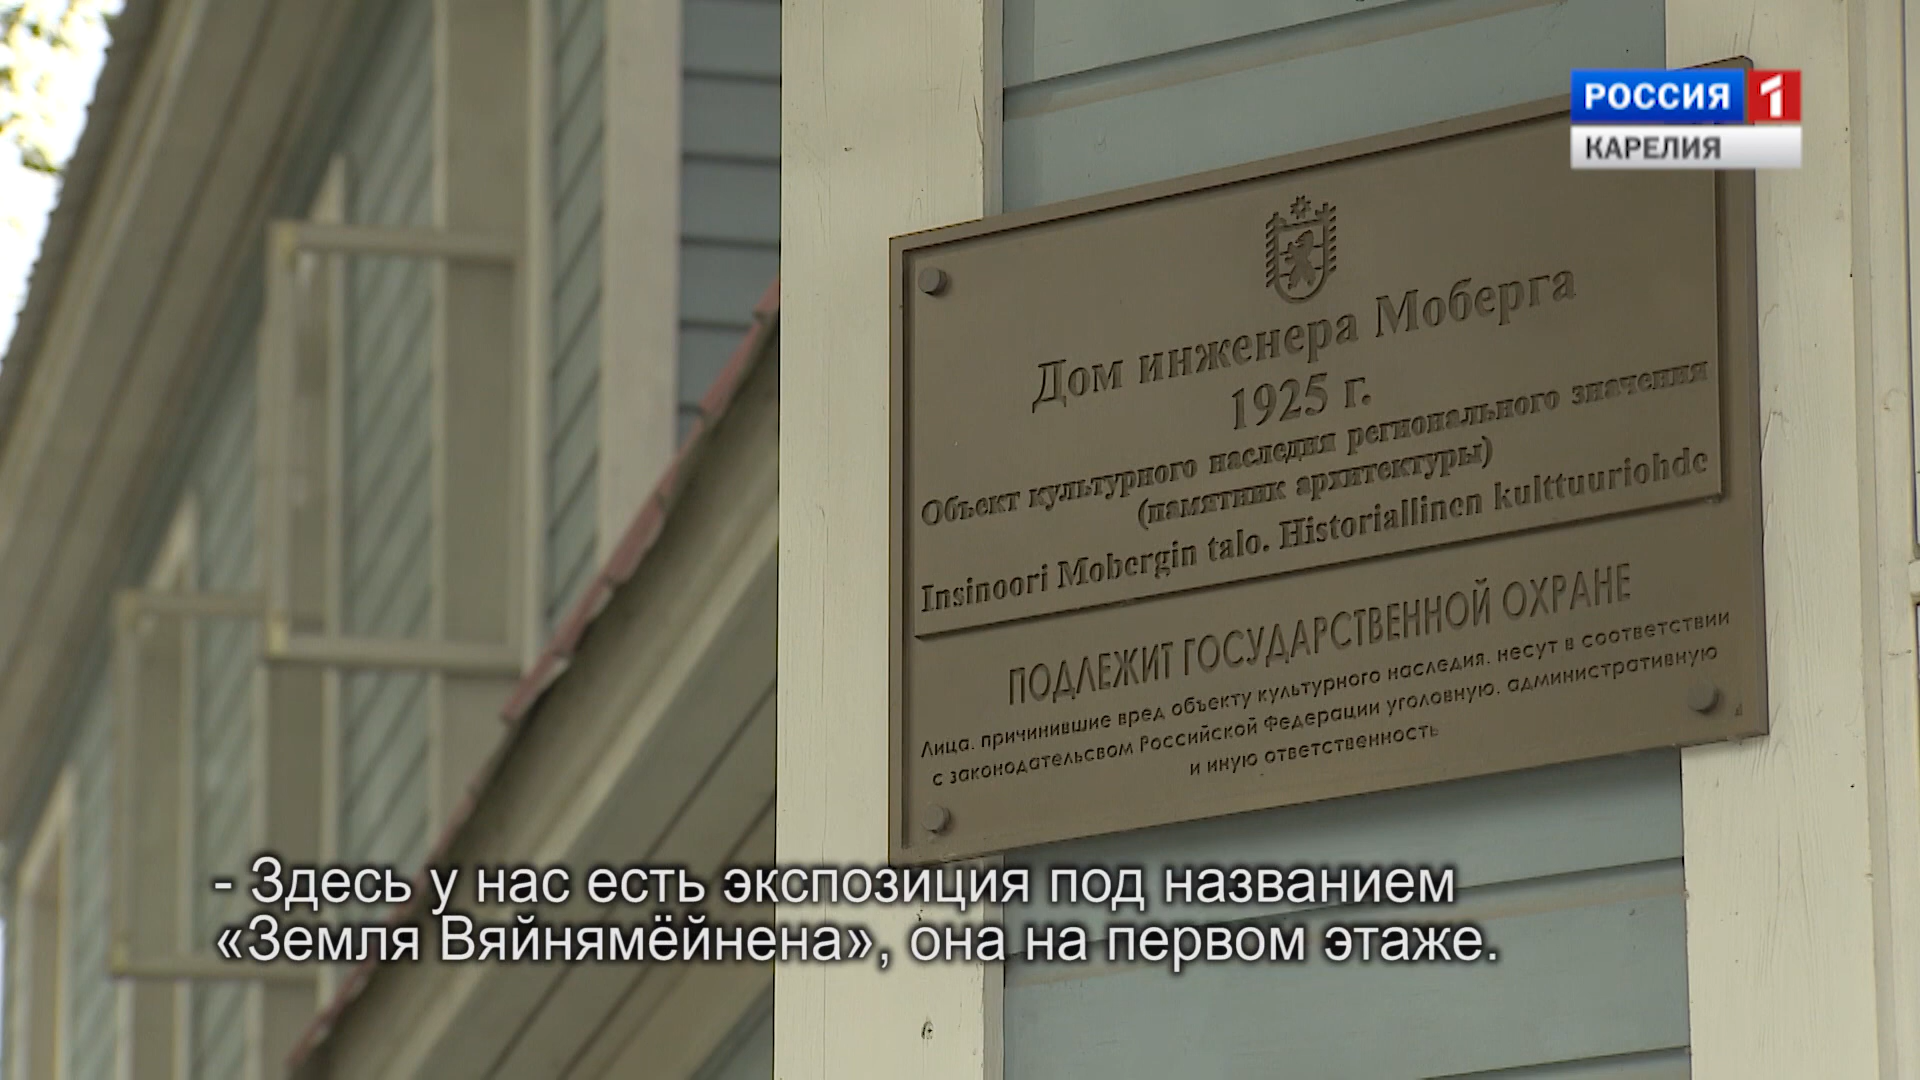 РОССИЯ 1
КАРЕЛИЯ
Дом инженера Моберга
1925 г.
Объект культурного наследия регионального значения
(памятник архитектуры)
Insinoori Mobergin talo. Historiallinen kulttuuriohde
ПОДЛЕЖИТ ГОСУДАРСТВЕННОЙ ОХРАНЕ
Лица, причинившие вред объекту культурного наследия, несут в соответствии
с законодательсвом Российской Федерации уголовную, административную
и иную ответственность
- Здесь у нас есть экспозиция под названием
«Земля Вяйнямёйнена», она на первом этаже.